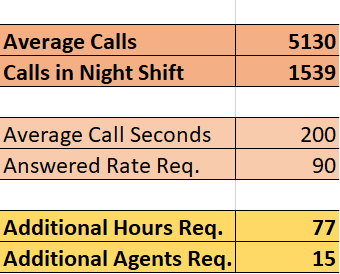 Average Calls 5130
Calls in Night Shift 1539
Average Call Seconds 200
Answered Rate Req. 90
Additional Hours Req. 77
Additional Agents Req. 15